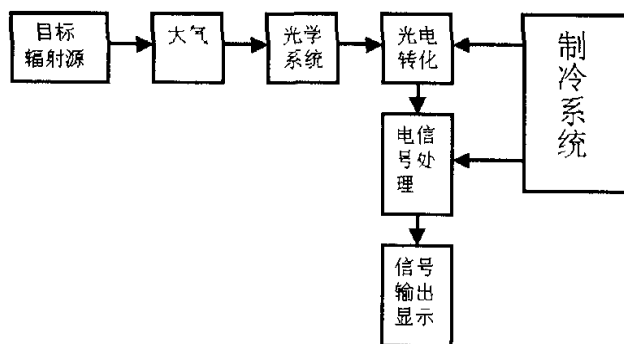 目标
辐射源
大气
光学
系统
光电
转化
制
冷
系
统
电信
号处
理
信号
输出
显示